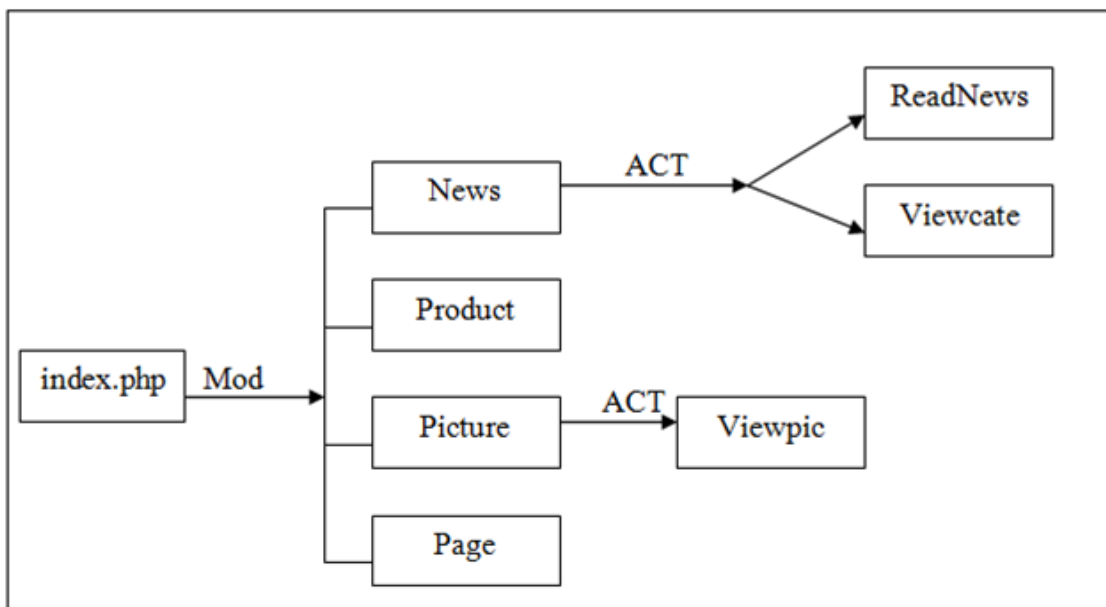 ReadNews
ACT
News
Viewcate
Product
index.php
Mod
ACT
Picture
Viewpic
Page